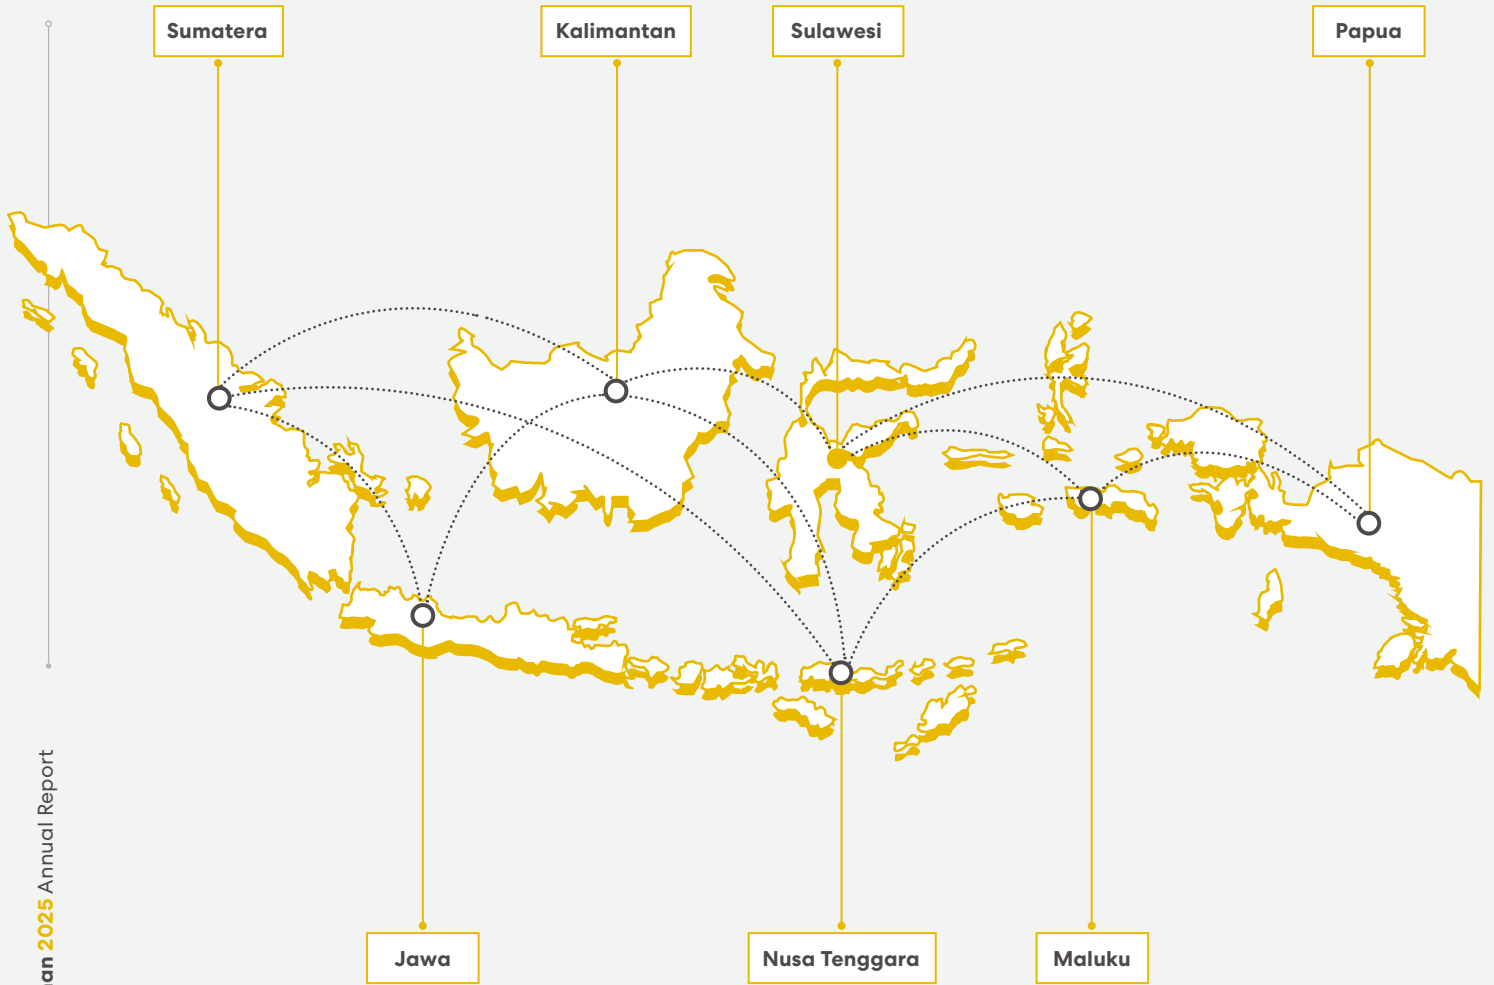 Sumatera
Kalimantan
Sulawesi
Papua
2025 Annual Report
Jawa
Nusa Tenggara
Maluku